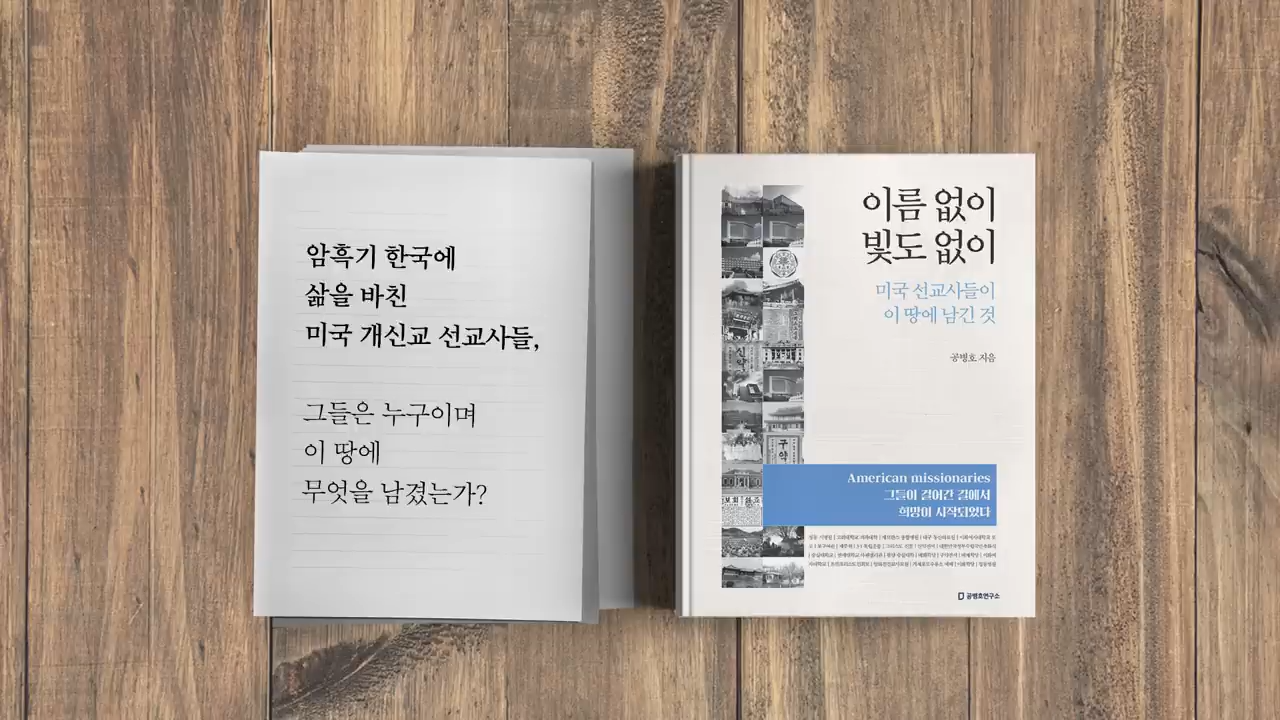 암흑기 한국에
삶을 바친
미국 개신교 선교사들,
그들은 누구이며
이 땅에
무엇을 남겼는가?
이름 없이
빛도 없이
미국 선교사들이
이 땅에 남긴 것
공병호 지음
구약
American missionaries
그들이 걸어간 길에서
희망이 시작되었다
공병호연구소